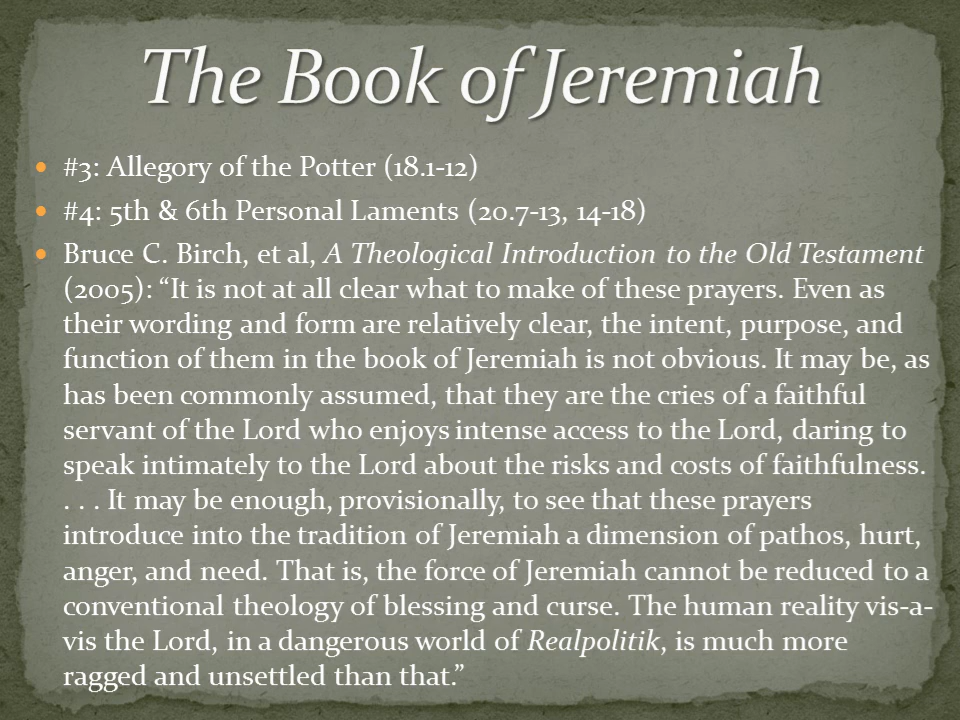 The Book of Jeremiah
• #3: Allegory of the Potter (18.1-12)
• #4: 5th & 6th Personal Laments (20.7-13, 14-18)
• Bruce C. Birch, et al, A Theological Introduction to the Old Testament
(2005): “It is not at all clear what to make of these prayers. Even as
their wording and form are relatively clear, the intent, purpose, and
function of them in the book of Jeremiah is not obvious. It may be, as
has been commonly assumed, that they are the cries of a faithful
servant of the Lord who enjoys intense access to the Lord, daring to
speak intimately to the Lord about the risks and costs of faithfulness.
. . . It may be enough, provisionally, to see that these prayers
introduce into the tradition of Jeremiah a dimension of pathos, hurt,
anger, and need. That is, the force of Jeremiah cannot be reduced to a
conventional theology of blessing and curse. The human reality vis-a-
vis the Lord, in a dangerous world of Realpolitik, is much more
ragged and unsettled than that.”